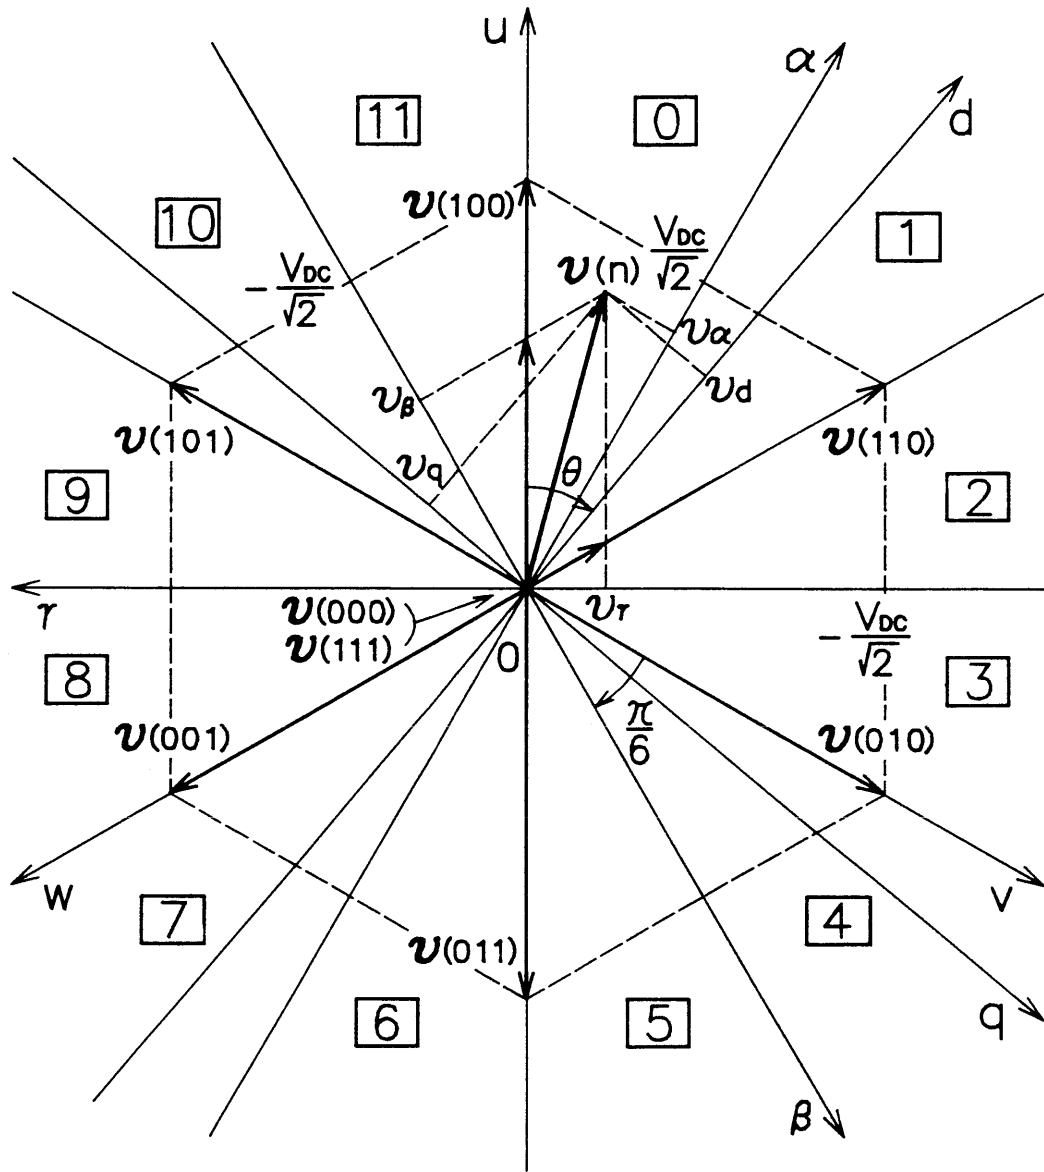 u
α
d
11
0
10
1
v(100)
V_DC/√2
v(n)
- V_DC/√2
vα
vd
vβ
v(101)
v(110)
vq
θ
9
2
γ
v(000)
v(111)
vγ
0
- V_DC/√2
8
3
π/6
v(001)
v(010)
w
v
7
4
v(011)
q
6
5
β